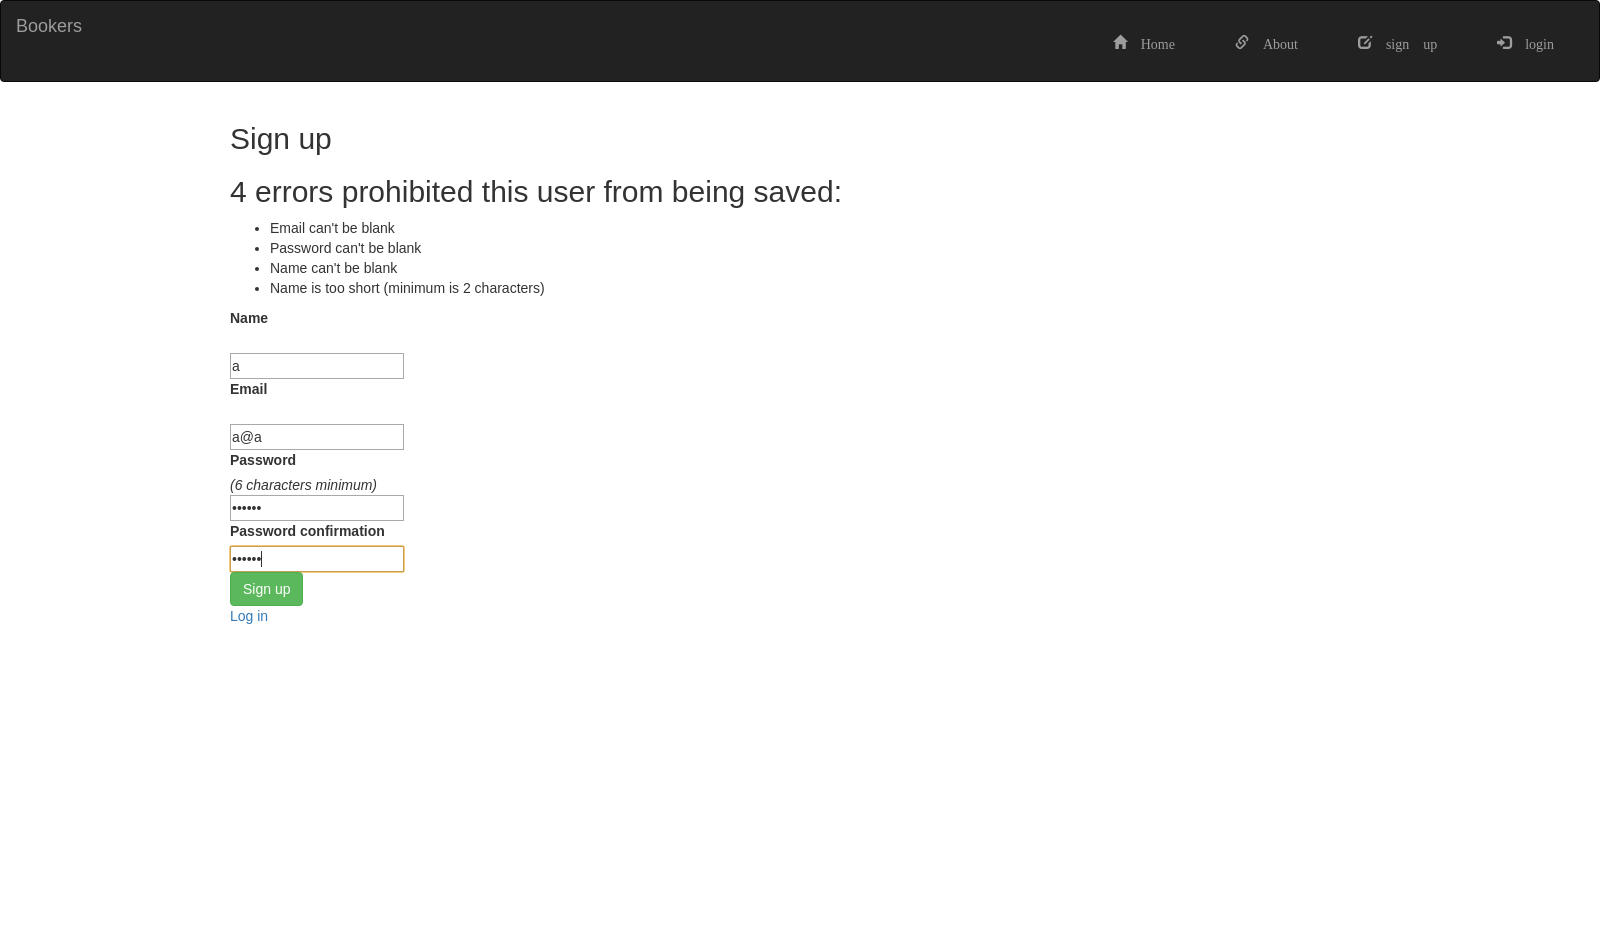 Bookers
Home About sign up login
Sign up
4 errors prohibited this user from being saved:
• Email can't be blank
• Password can't be blank
• Name can't be blank
• Name is too short (minimum is 2 characters)
Name
a
Email
a@a
Password
(6 characters minimum)
••••••
Password confirmation
••••••
Sign up
Log in